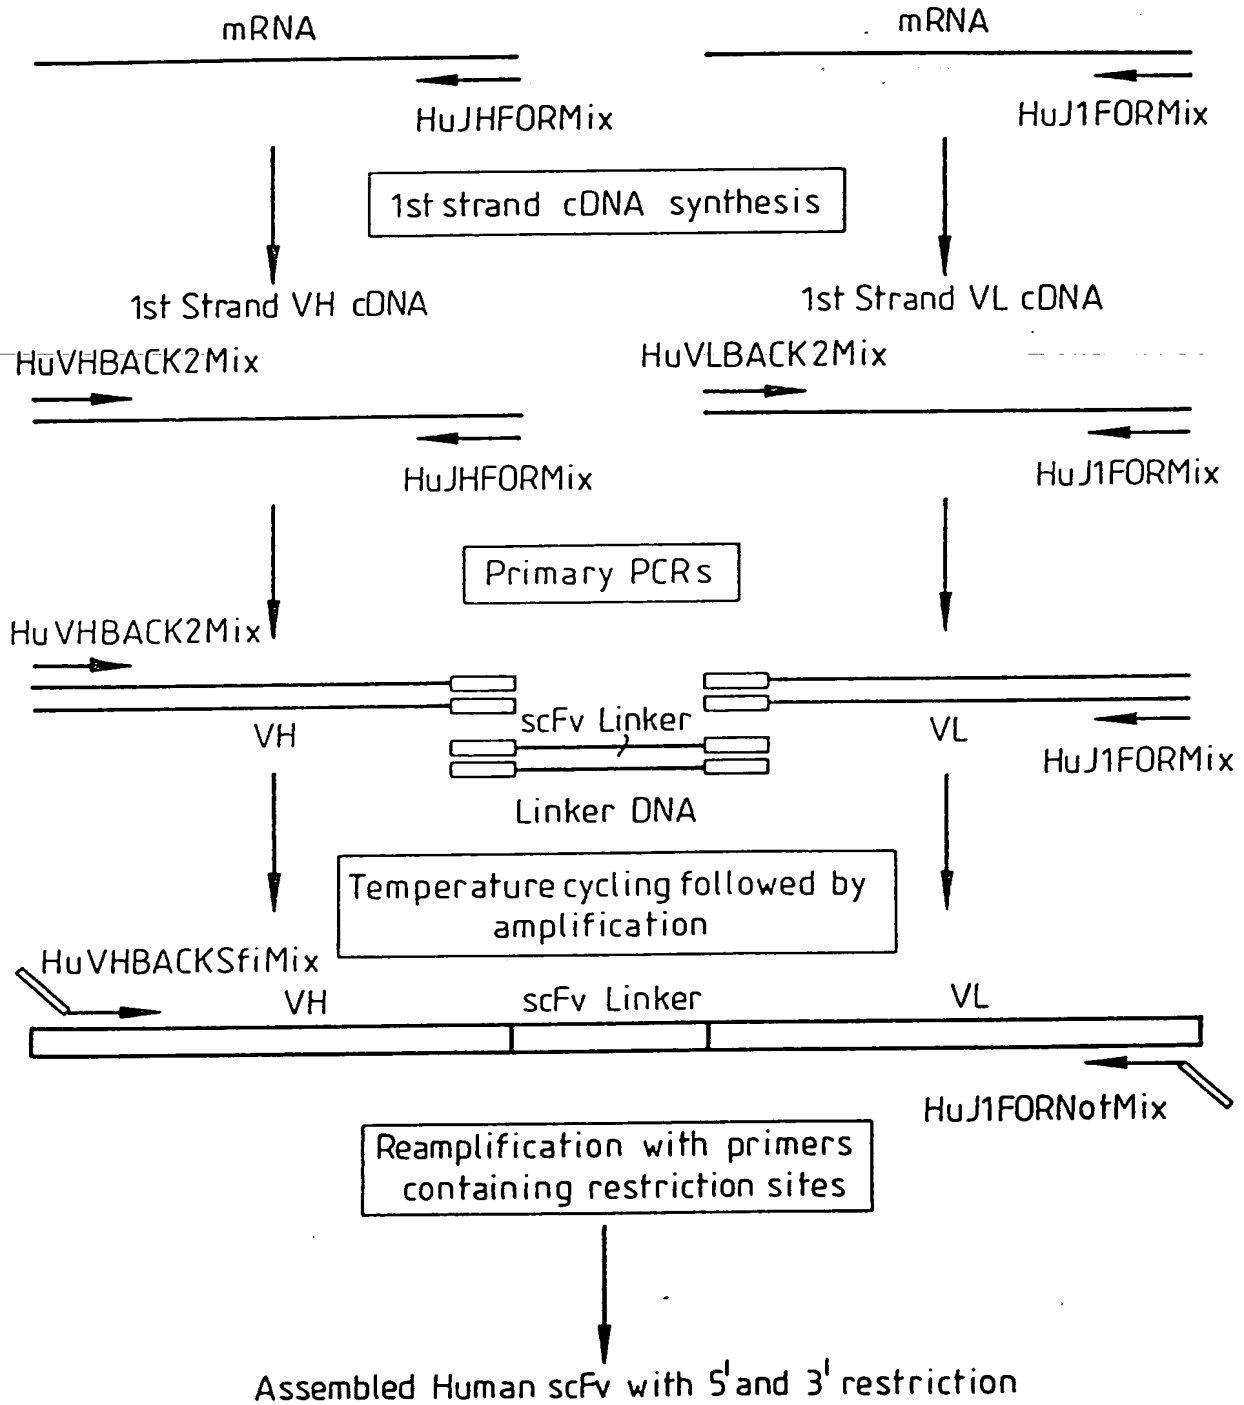 mRNA
mRNA
HuJHFORMix
HuJ1FORMix
1st strand cDNA synthesis
1st Strand VH cDNA
1st Strand VL cDNA
HuVHBACK2Mix
HuVLBACK2Mix
HuJHFORMix
HuJ1FORMix
Primary PCRs
HuVHBACK2Mix
VH
scFv Linker
VL
HuJ1FORMix
Linker DNA
Temperature cycling followed by
amplification
HuVHBACKSfiMix
VH
scFv Linker
VL
HuJ1FORNotMix
Reamplification with primers
containing restriction sites
Assembled Human scFv with 5' and 3' restriction